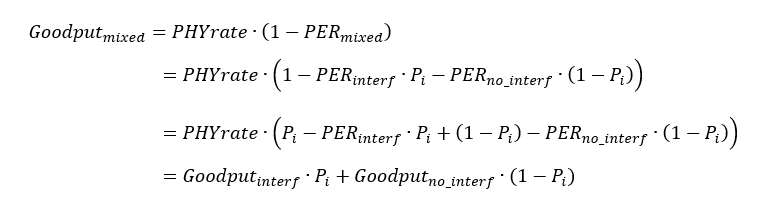 Goodput_mixed = PHYrate · (1 − PER_mixed)
= PHYrate · (1 − PER_interf · P_i − PER_no_interf · (1 − P_i))
= PHYrate · (P_i − PER_interf · P_i + (1 − P_i) − PER_no_interf · (1 − P_i))
= Goodput_interf · P_i + Goodput_no_interf · (1 − P_i)